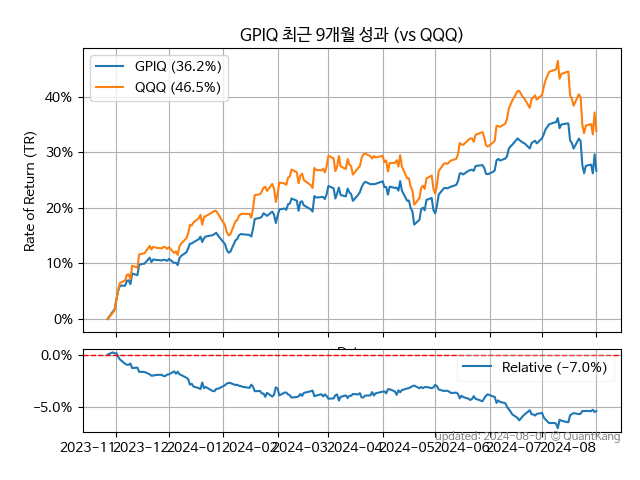 GPIQ 최근 9개월 성과 (vs QQQ)
GPIQ (36.2%)
QQQ (46.5%)
Rate of Return (TR)
40%
30%
20%
10%
0%
0.0%
−5.0%
Relative (−7.0%)
2023-11
2023-12
2024-01
2024-02
2024-03
2024-04
2024-05
2024-06
2024-07
2024-08
updated: 2024-08-01 © QuantKang